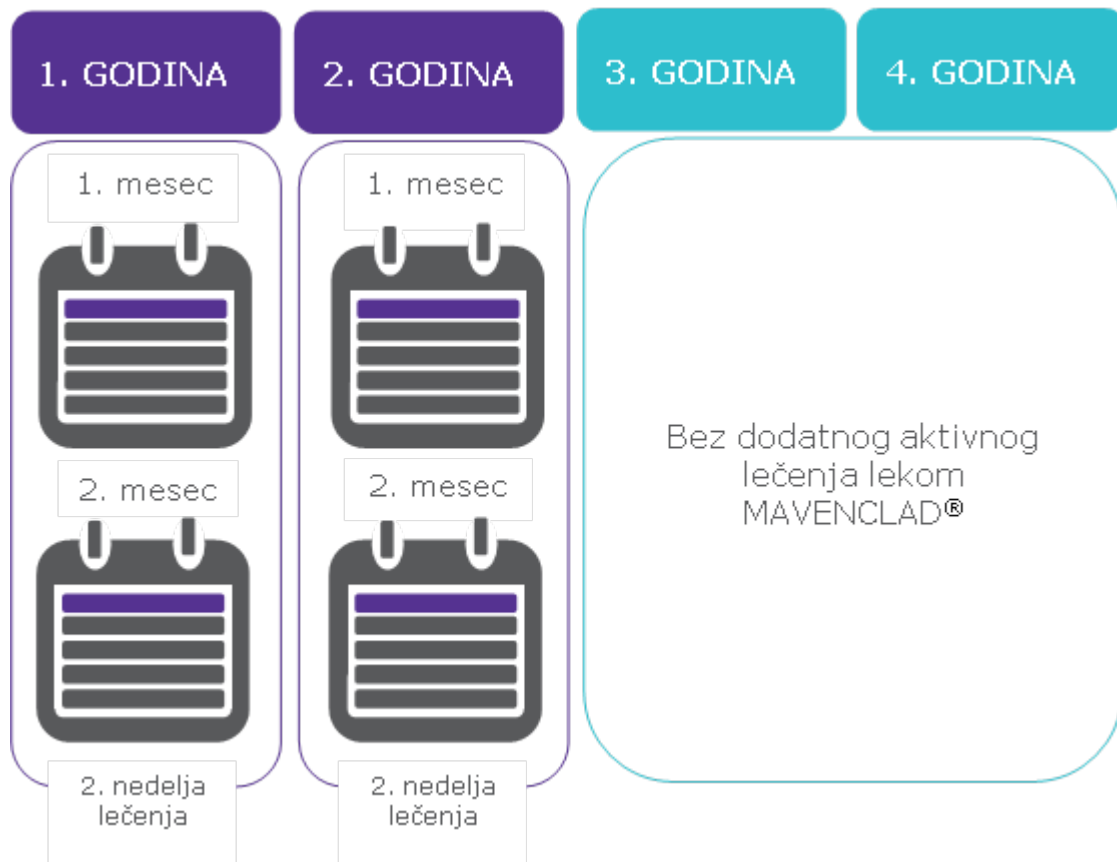 1. GODINA
2. GODINA
3. GODINA
4. GODINA
1. mesec
1. mesec
2. mesec
2. mesec
2. nedelja
lečenja
2. nedelja
lečenja
Bez dodatnog aktivnog
lečenja lekom
MAVENCLAD®